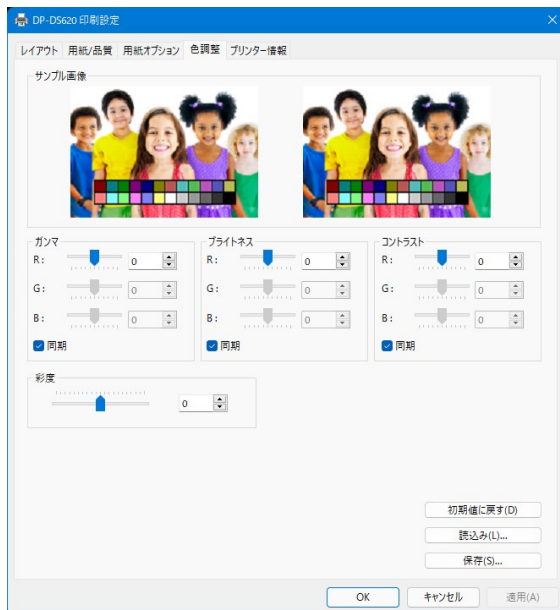 DP-DS620 印刷設定
レイアウト 用紙/品質 用紙オプション 色調整 プリンター情報
サンプル画像
ガンマ ブライトネス コントラスト
R: 0 R: 0 R: 0
G: 0 G: 0 G: 0
B: 0 B: 0 B: 0
同期 同期 同期
彩度
0
初期値に戻す(D)
読込み(L)...
保存(S)...
OK キャンセル 適用(A)